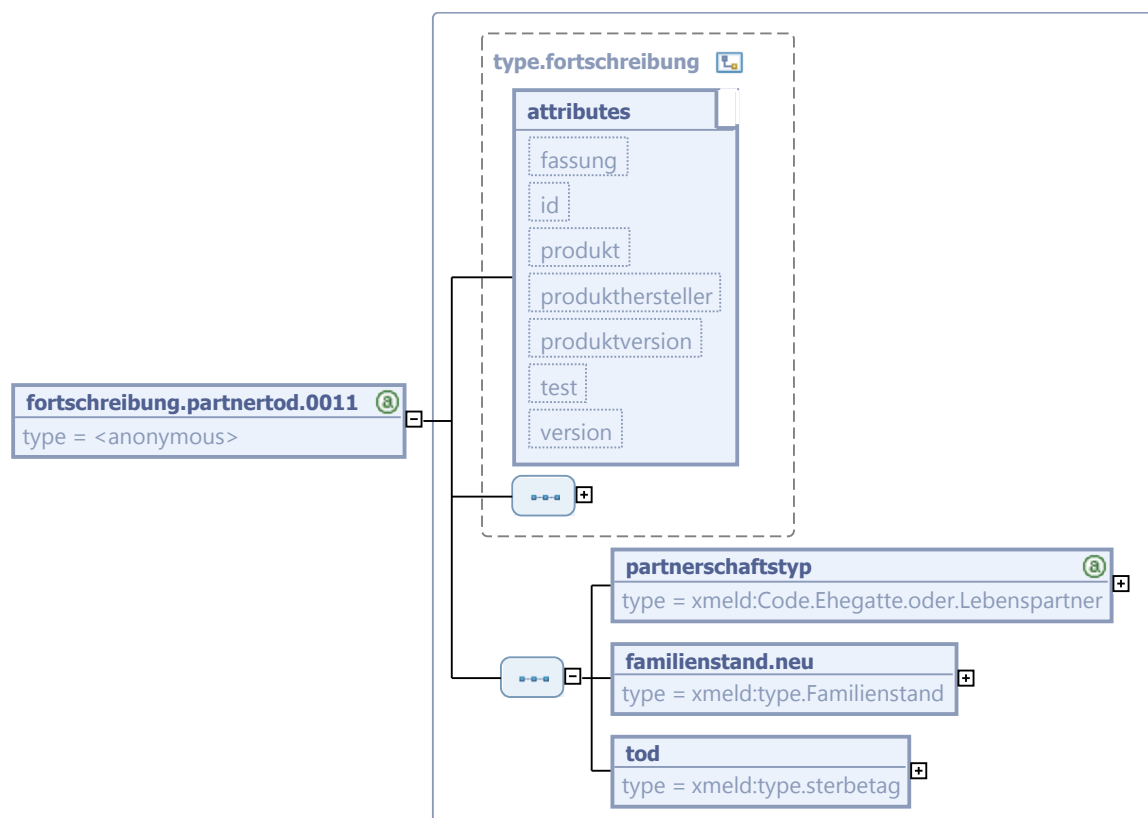 type.fortschreibung
attributes
fassung
id
produkt
produkthersteller
produktversion
test
version
fortschreibung.partnertod.0011
type = <anonymous>
partnerschaftstyp
type = xmeld:Code.Ehegatte.oder.Lebenspartner
familienstand.neu
type = xmeld:type.Familienstand
tod
type = xmeld:type.sterbetag